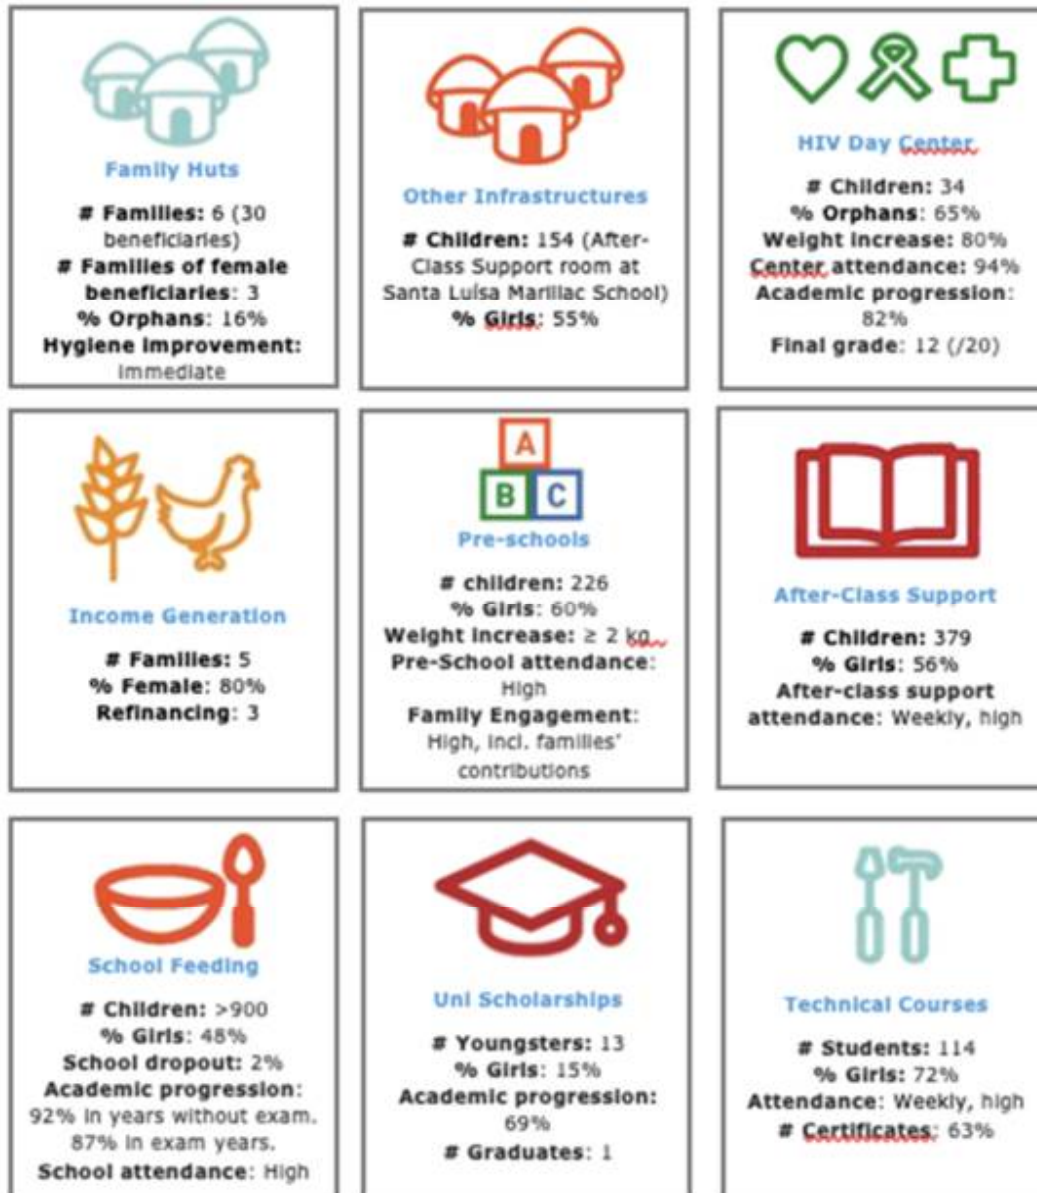 Family Huts
# Families: 6 (30
beneficiaries)
# Families of female
beneficiaries: 3
% Orphans: 16%
Hygiene improvement:
immediate
Other Infrastructures
# Children: 154 (After-
Class Support room at
Santa Luísa Marillac School)
% Girls: 55%
HIV Day Center
# Children: 34
% Orphans: 65%
Weight increase: 80%
Center attendance: 94%
Academic progression:
82%
Final grade: 12 (/20)
Income Generation
# Families: 5
% Female: 80%
Refinancing: 3
A
B C
Pre-schools
# children: 226
% Girls: 60%
Weight increase: ≥ 2 kg
Pre-School attendance:
High
Family Engagement:
High, incl. families'
contributions
After-Class Support
# Children: 379
% Girls: 56%
After-class support
attendance: Weekly, high
School Feeding
# Children: >900
% Girls: 48%
School dropout: 2%
Academic progression:
92% in years without exam.
87% in exam years.
School attendance: High
Uni Scholarships
# Youngsters: 13
% Girls: 15%
Academic progression:
69%
# Graduates: 1
Technical Courses
# Students: 114
% Girls: 72%
Attendance: Weekly, high
# Certificates: 63%